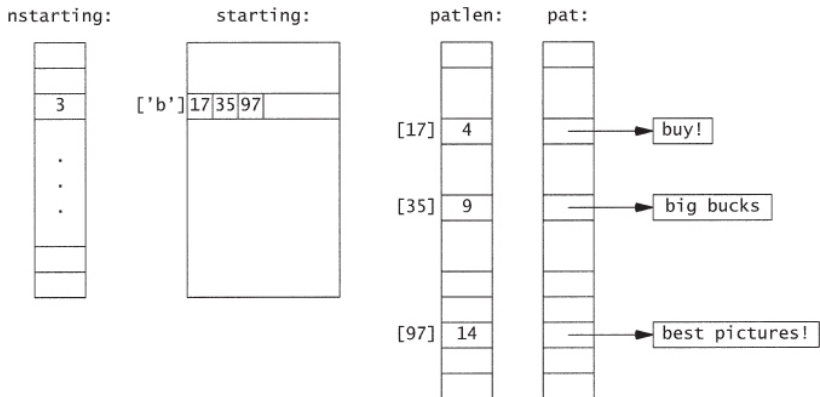 nstarting: starting: patlen: pat:
3 ['b'] 17 35 97
[17] 4 buy!
[35] 9 big bucks
[97] 14 best pictures!